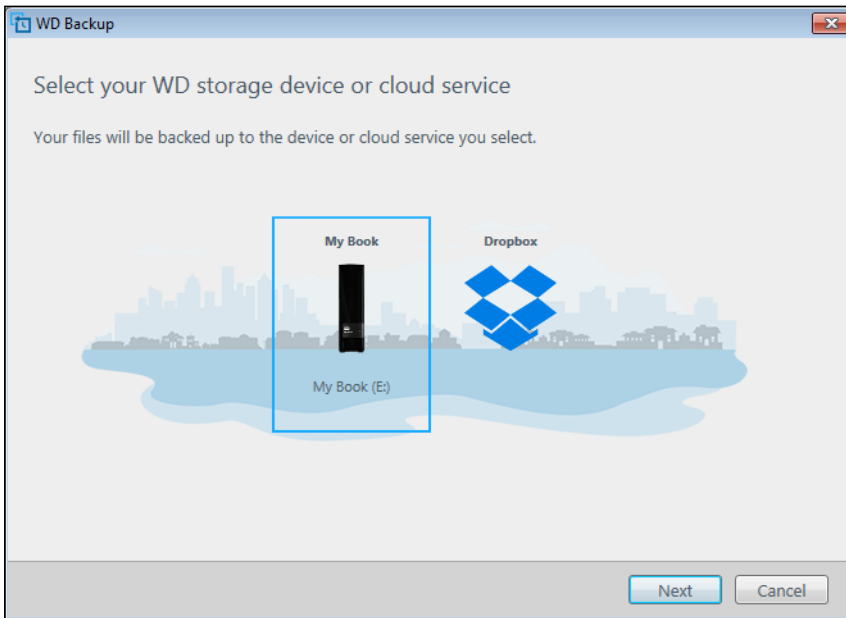 WD Backup
Select your WD storage device or cloud service
Your files will be backed up to the device or cloud service you select.
My Book Dropbox
My Book (E:)
Next Cancel